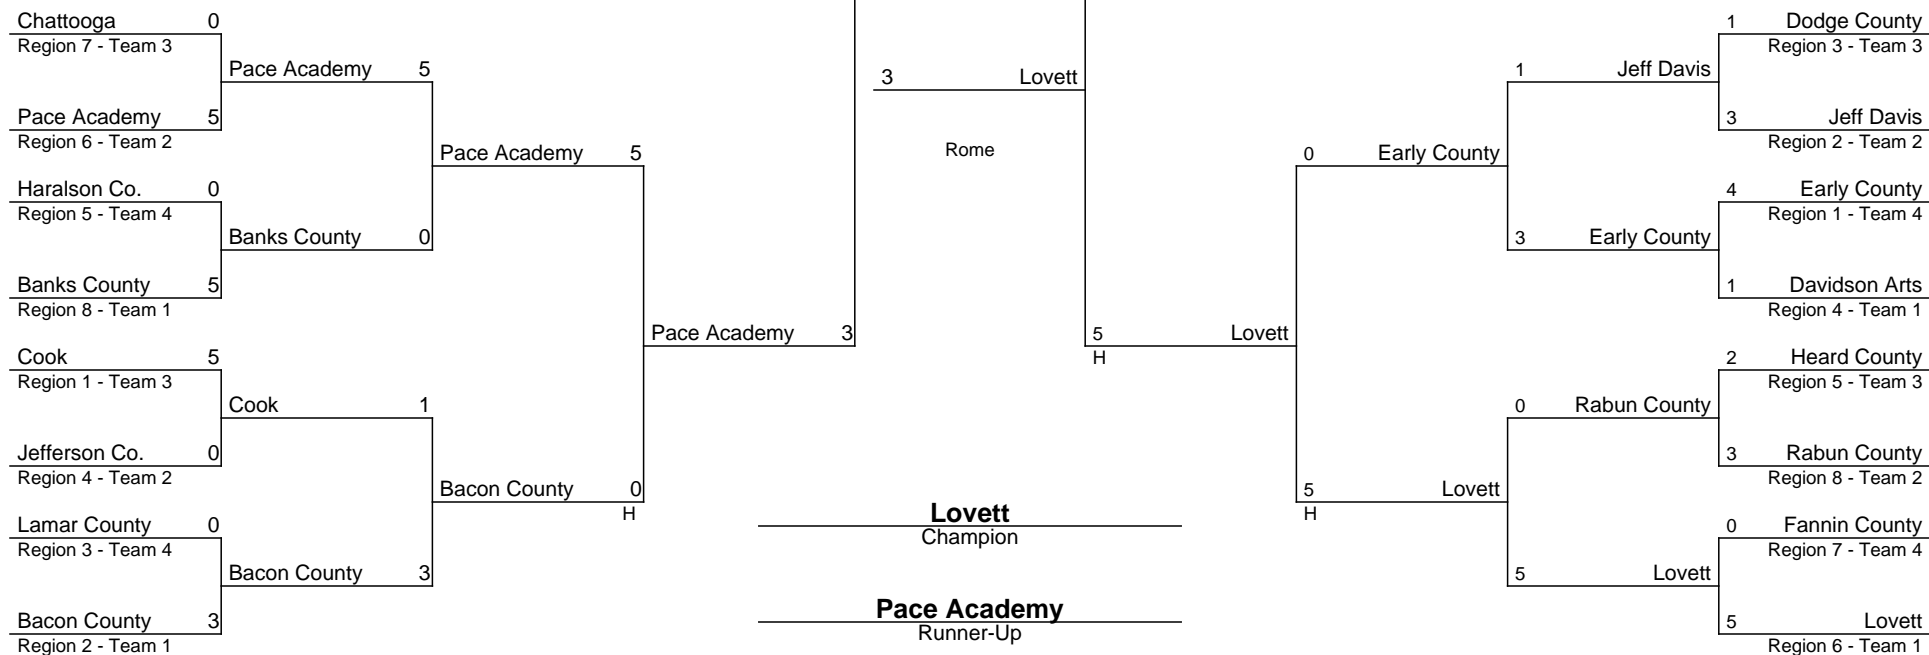 Chattooga 0
Region 7 - Team 3
Pace Academy 5
Pace Academy 5
Region 6 - Team 2
Pace Academy 5
Haralson Co. 0
Region 5 - Team 4
Banks County 0
Banks County 5
Region 8 - Team 1
Pace Academy 3
Cook 5
Region 1 - Team 3
Cook 1
Jefferson Co. 0
Region 4 - Team 2
Bacon County 0
H
Lamar County 0
Region 3 - Team 4
Bacon County 3
Bacon County 3
Region 2 - Team 1
3 Lovett
Rome
5 Lovett
H
Lovett
Champion
Pace Academy
Runner-Up
1 Dodge County
Region 3 - Team 3
1 Jeff Davis
3 Jeff Davis
Region 2 - Team 2
0 Early County
4 Early County
Region 1 - Team 4
3 Early County
1 Davidson Arts
Region 4 - Team 1
2 Heard County
Region 5 - Team 3
0 Rabun County
3 Rabun County
Region 8 - Team 2
5 Lovett
H
0 Fannin County
Region 7 - Team 4
5 Lovett
5 Lovett
Region 6 - Team 1